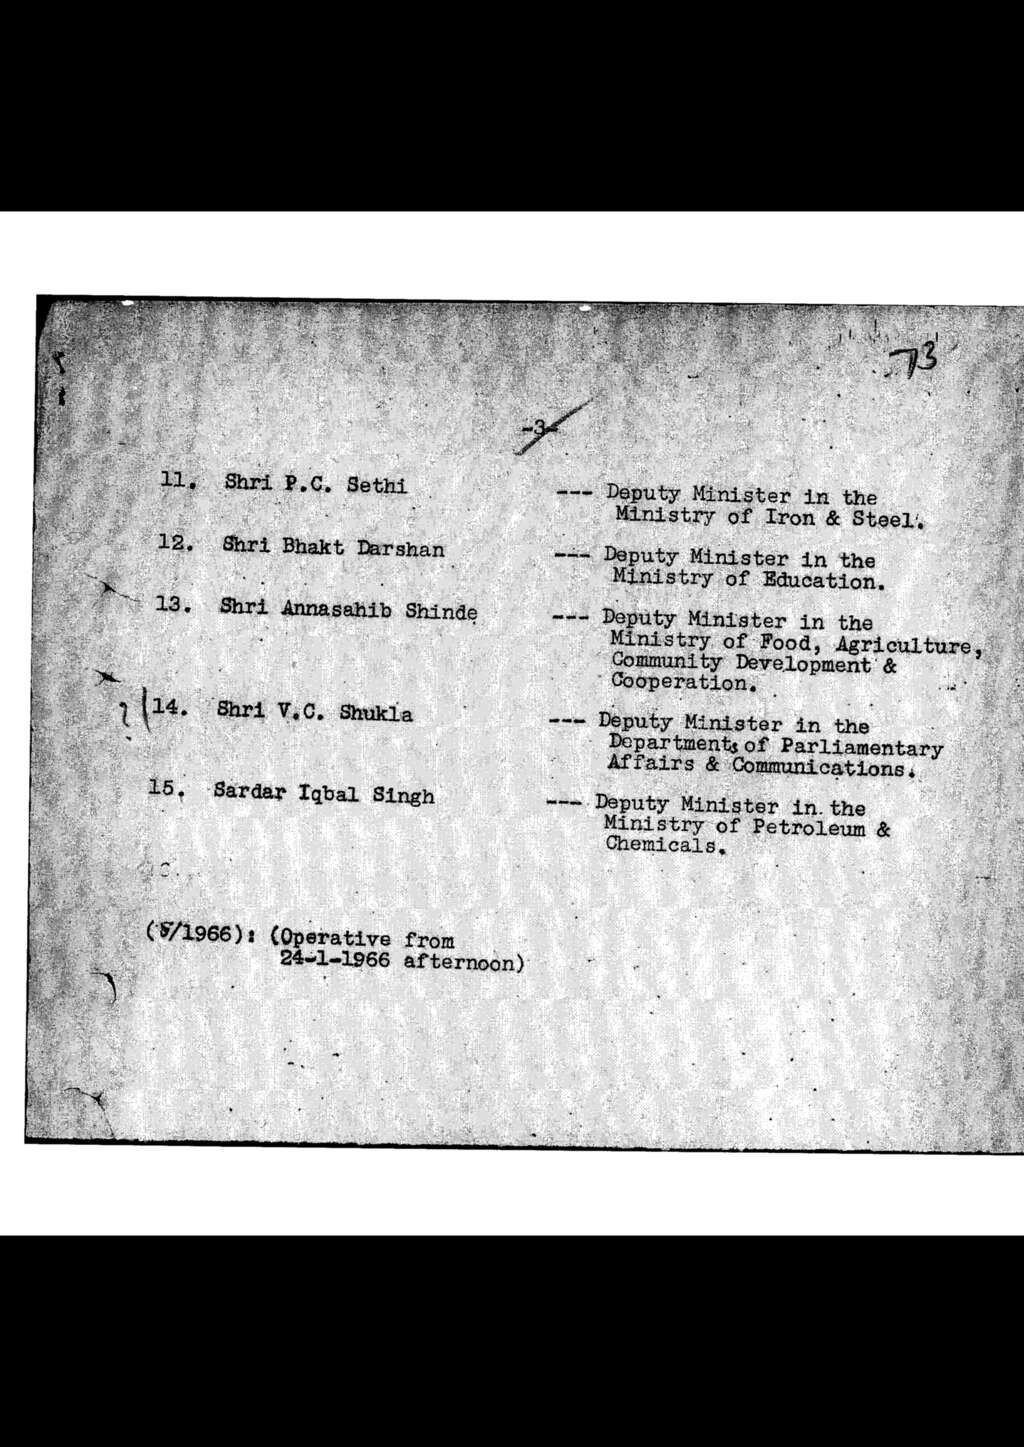 73
-3-
11. Shri P.C. Sethi --- Deputy Minister in the
Ministry of Iron & Steel.
12. Shri Bhakt Darshan --- Deputy Minister in the
Ministry of Education.
13. Shri Annasahib Shinde --- Deputy Minister in the
Ministry of Food, Agriculture,
Community Development &
Cooperation.
14. Shri V.C. Shukla --- Deputy Minister in the
Departments of Parliamentary
Affairs & Communications.
15. Sardar Iqbal Singh --- Deputy Minister in the
Ministry of Petroleum &
Chemicals.
(5/1966): (Operative from
24-1-1966 afternoon)